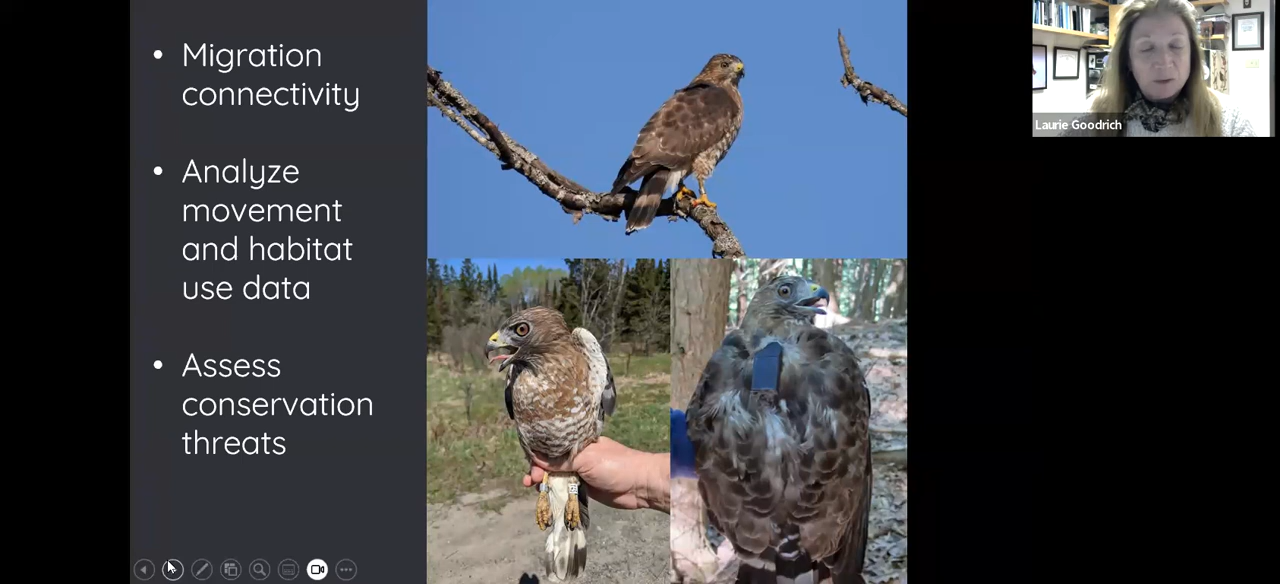 Migration
connectivity
Analyze
movement
and habitat
use data
Assess
conservation
threats
Laurie Goodrich